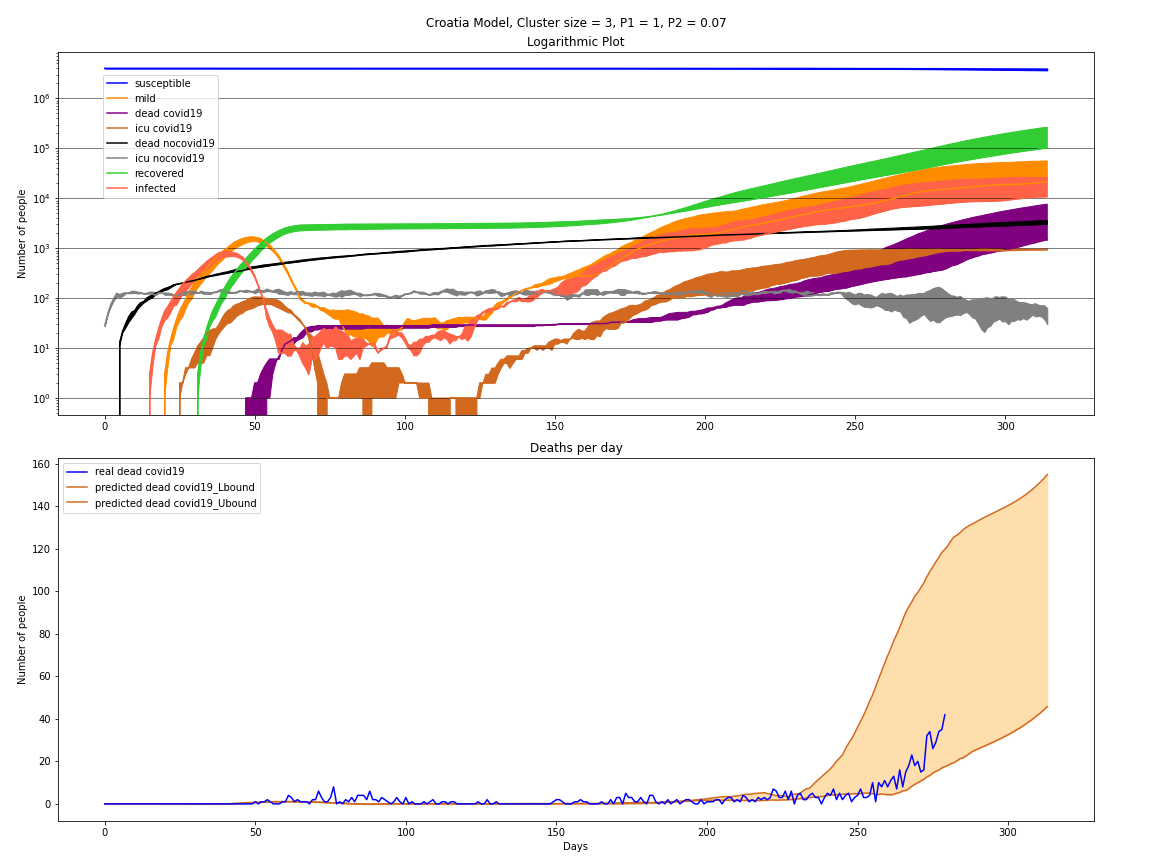 Croatia Model, Cluster size = 3, P1 = 1, P2 = 0.07
Logarithmic Plot
susceptible
mild
dead covid19
icu covid19
dead nocovid19
icu nocovid19
recovered
infected
Number of people
10⁶
10⁵
10⁴
10³
10²
10¹
10⁰
0 50 100 150 200 250 300
Deaths per day
real dead covid19
predicted dead covid19_Lbound
predicted dead covid19_Ubound
Number of people
160
140
120
100
80
60
40
20
0
0 50 100 150 200 250 300
Days